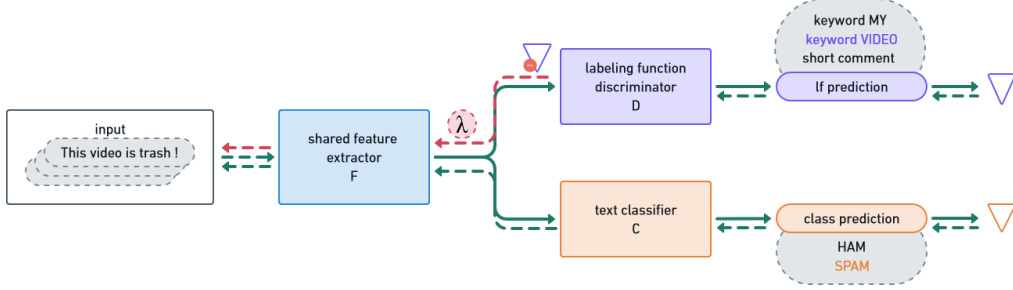 input
This video is trash !
shared feature
extractor
F
λ
labeling function
discriminator
D
keyword MY
keyword VIDEO
short comment
lf prediction
text classifier
C
class prediction
HAM
SPAM